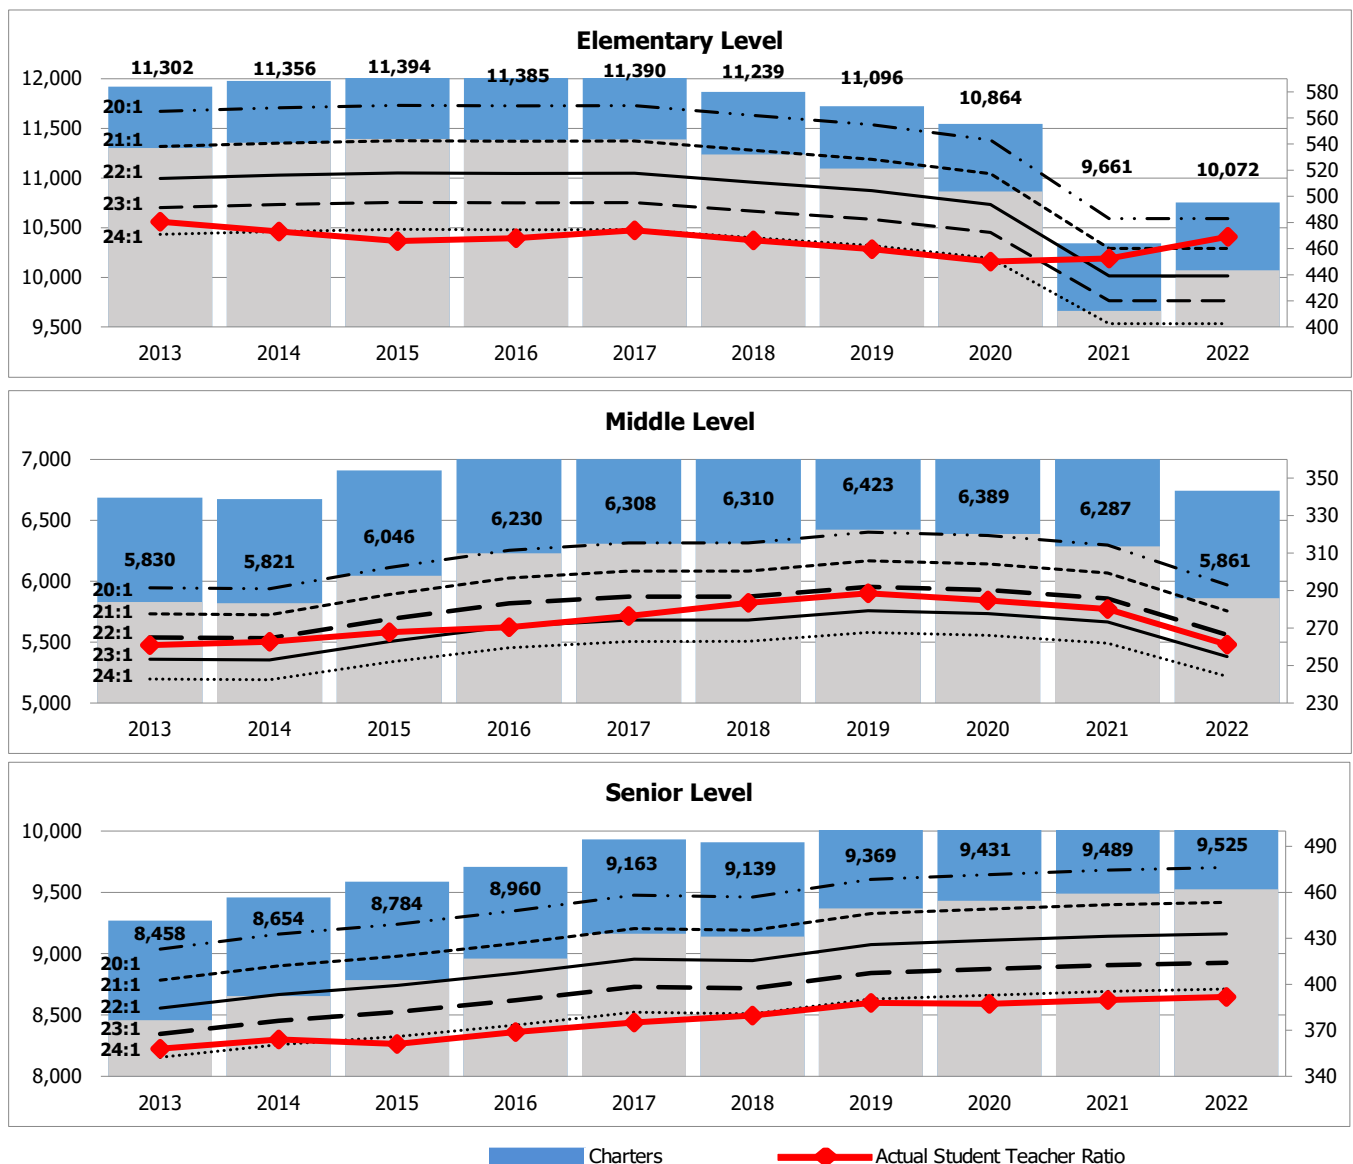 Elementary Level
11,302 11,356 11,394 11,385 11,390 11,239 11,096 10,864 9,661 10,072
12,000 11,500 11,000 10,500 10,000 9,500
20:1
21:1
22:1
23:1
24:1
580 560 540 520 500 480 460 440 420 400
2013 2014 2015 2016 2017 2018 2019 2020 2021 2022
Middle Level
7,000 6,500 6,000 5,500 5,000
5,830 5,821 6,046 6,230 6,308 6,310 6,423 6,389 6,287 5,861
20:1
21:1
22:1
23:1
24:1
350 330 310 290 270 250 230
2013 2014 2015 2016 2017 2018 2019 2020 2021 2022
Senior Level
10,000 9,500 9,000 8,500 8,000
8,458 8,654 8,784 8,960 9,163 9,139 9,369 9,431 9,489 9,525
20:1
21:1
22:1
23:1
24:1
490 460 430 400 370 340
2013 2014 2015 2016 2017 2018 2019 2020 2021 2022
Charters Actual Student Teacher Ratio